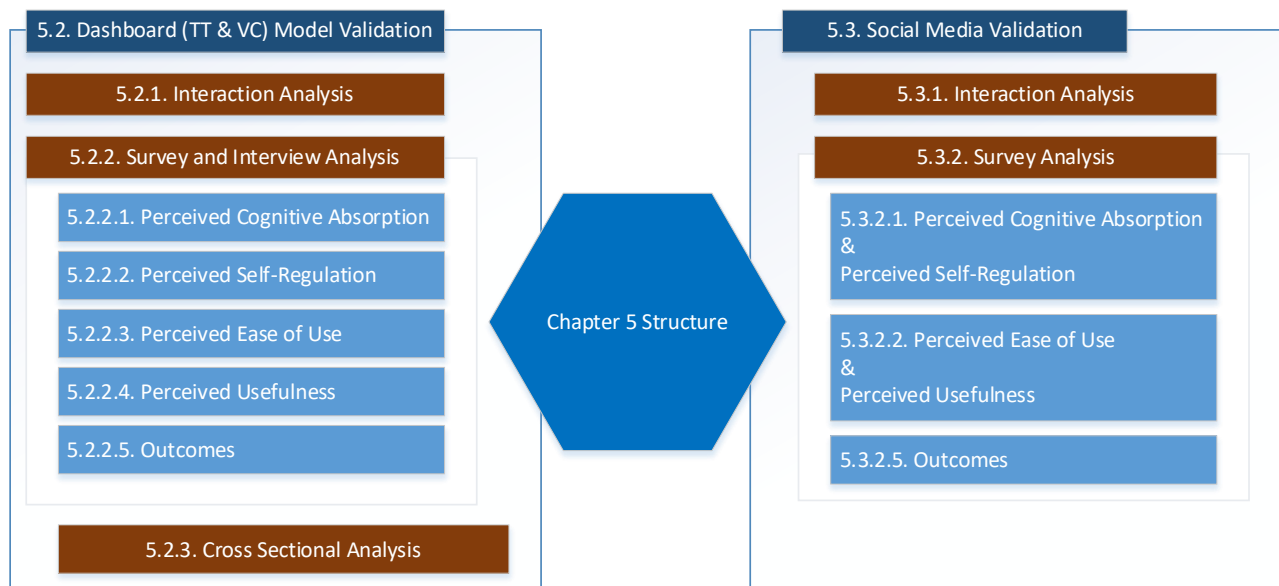 5.2. Dashboard (TT & VC) Model Validation
5.2.1. Interaction Analysis
5.2.2. Survey and Interview Analysis
5.2.2.1. Perceived Cognitive Absorption
5.2.2.2. Perceived Self-Regulation
5.2.2.3. Perceived Ease of Use
5.2.2.4. Perceived Usefulness
5.2.2.5. Outcomes
5.2.3. Cross Sectional Analysis
Chapter 5 Structure
5.3. Social Media Validation
5.3.1. Interaction Analysis
5.3.2. Survey Analysis
5.3.2.1. Perceived Cognitive Absorption
&
Perceived Self-Regulation
5.3.2.2. Perceived Ease of Use
&
Perceived Usefulness
5.3.2.5. Outcomes